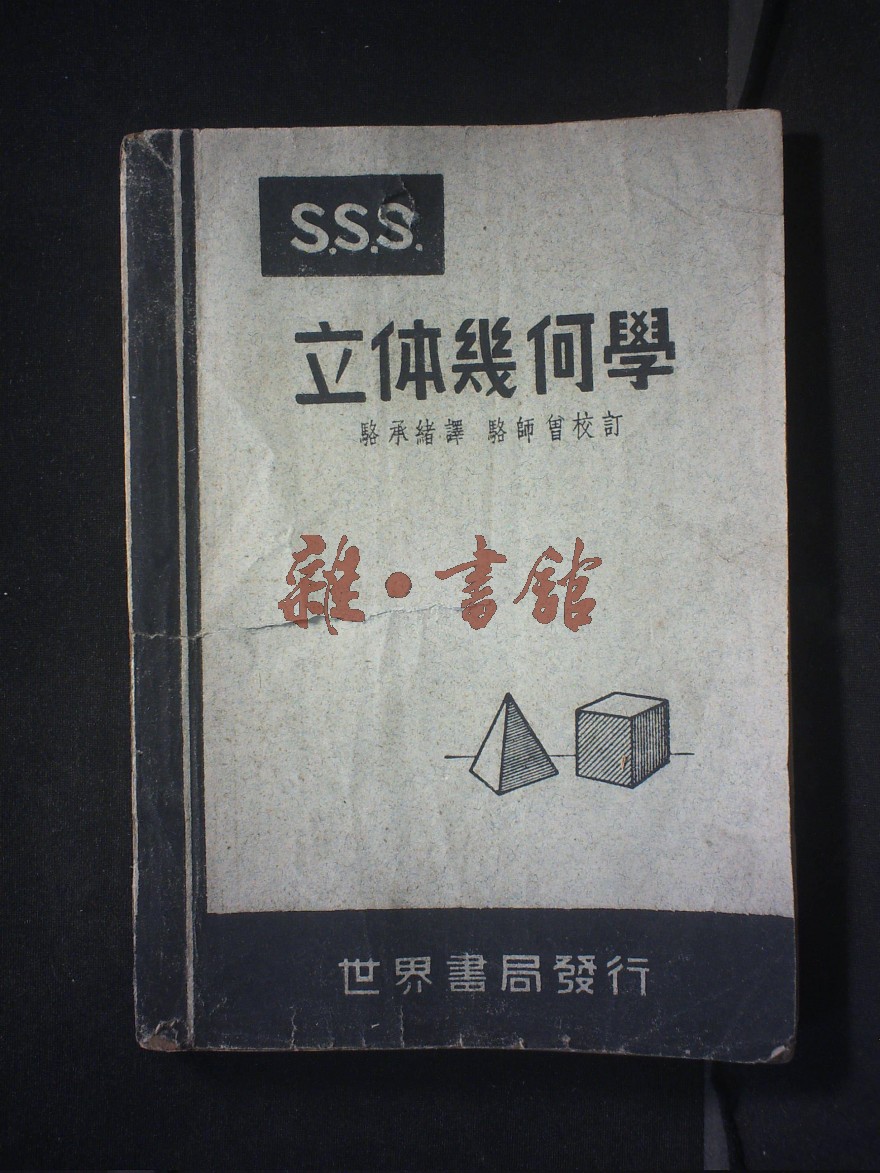 S.S.S.
立体幾何學
駱承緒譯 駱師曾校訂
雜·書館
世界書局發行